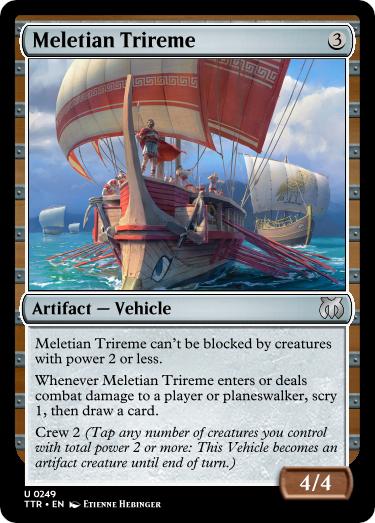 Meletian Trireme 3
Artifact — Vehicle
Meletian Trireme can't be blocked by creatures
with power 2 or less.
Whenever Meletian Trireme enters or deals
combat damage to a player or planeswalker, scry
1, then draw a card.
Crew 2 (Tap any number of creatures you control
with total power 2 or more: This Vehicle becomes an
artifact creature until end of turn.)
4/4
U 0249
TTR • EN Etienne Hebinger